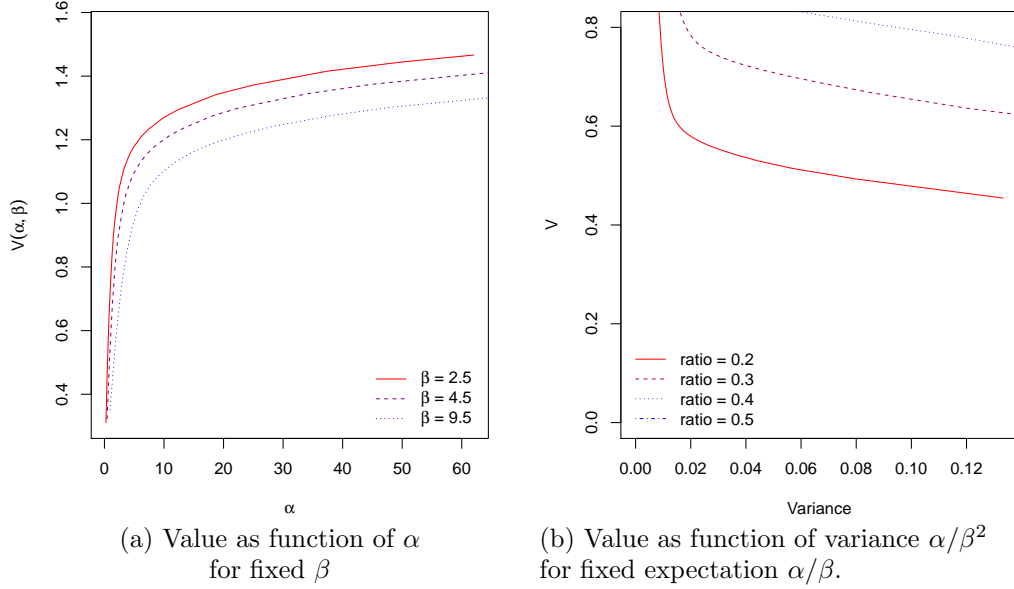 V(α, β)
1.6
1.4
1.2
1.0
0.8
0.6
0.4
0 10 20 30 40 50 60
α
β = 2.5
β = 4.5
β = 9.5
(a) Value as function of α
for fixed β
V
0.8
0.6
0.4
0.2
0.0
0.00 0.02 0.04 0.06 0.08 0.10 0.12
Variance
ratio = 0.2
ratio = 0.3
ratio = 0.4
ratio = 0.5
(b) Value as function of variance α/β²
for fixed expectation α/β.